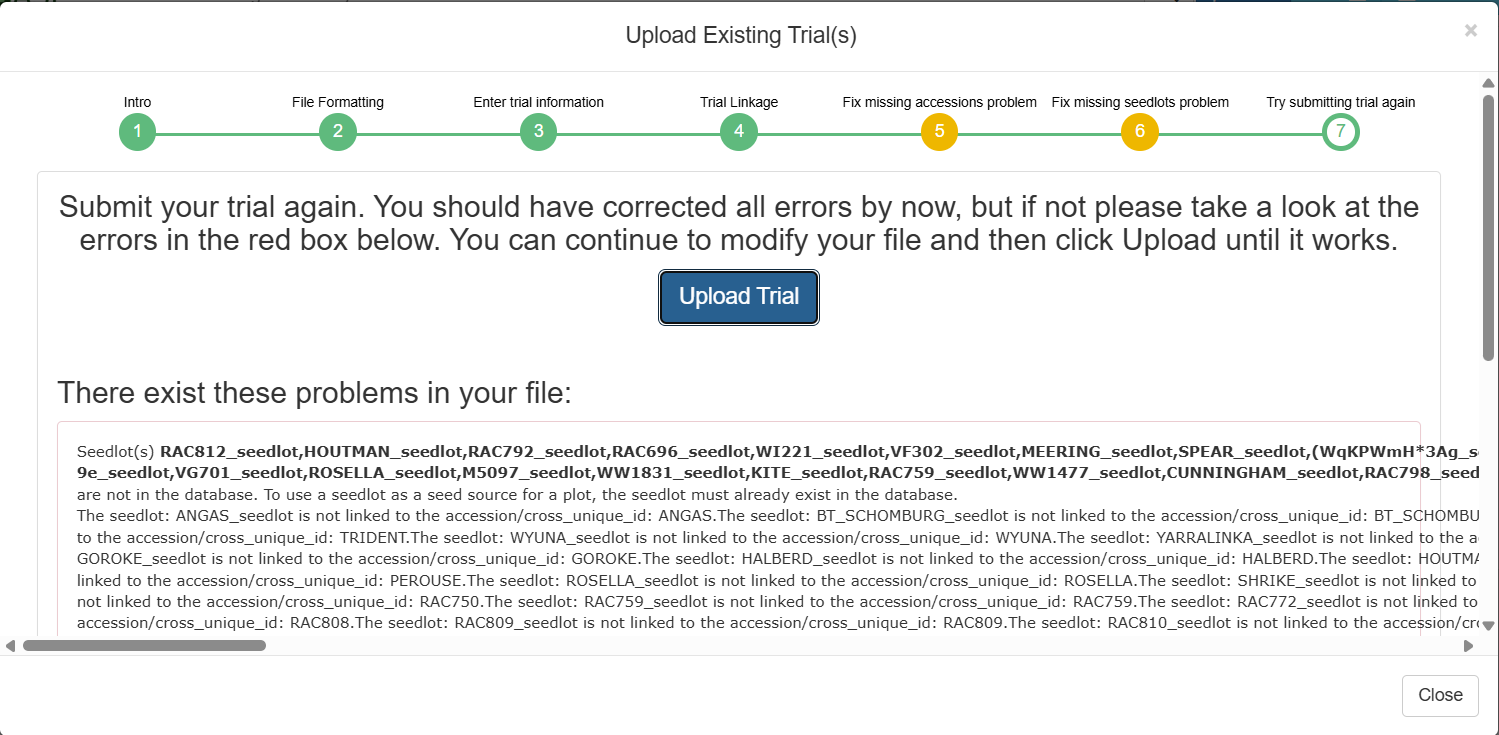 Upload Existing Trial(s)
×
Intro
File Formatting
Enter trial information
Trial Linkage
Fix missing accessions problem
Fix missing seedlots problem
Try submitting trial again
1
2
3
4
5
6
7
Submit your trial again. You should have corrected all errors by now, but if not please take a look at the
errors in the red box below. You can continue to modify your file and then click Upload until it works.
Upload Trial
There exist these problems in your file:
Seedlot(s) RAC812_seedlot,HOUTMAN_seedlot,RAC792_seedlot,RAC696_seedlot,WI221_seedlot,VF302_seedlot,MEERING_seedlot,SPEAR_seedlot,(WqKPWmH*3Ag_s
9e_seedlot,VG701_seedlot,ROSELLA_seedlot,M5097_seedlot,WW1831_seedlot,KITE_seedlot,RAC759_seedlot,WW1477_seedlot,CUNNINGHAM_seedlot,RAC798_seed
are not in the database. To use a seedlot as a seed source for a plot, the seedlot must already exist in the database.
The seedlot: ANGAS_seedlot is not linked to the accession/cross_unique_id: ANGAS.The seedlot: BT_SCHOMBURG_seedlot is not linked to the accession/cross_unique_id: BT_SCHOMBU
to the accession/cross_unique_id: TRIDENT.The seedlot: WYUNA_seedlot is not linked to the accession/cross_unique_id: WYUNA.The seedlot: YARRALINKA_seedlot is not linked to the a
GOROKE_seedlot is not linked to the accession/cross_unique_id: GOROKE.The seedlot: HALBERD_seedlot is not linked to the accession/cross_unique_id: HALBERD.The seedlot: HOUTMA
linked to the accession/cross_unique_id: PEROUSE.The seedlot: ROSELLA_seedlot is not linked to the accession/cross_unique_id: ROSELLA.The seedlot: SHRIKE_seedlot is not linked to
not linked to the accession/cross_unique_id: RAC750.The seedlot: RAC759_seedlot is not linked to the accession/cross_unique_id: RAC759.The seedlot: RAC772_seedlot is not linked to
accession/cross_unique_id: RAC808.The seedlot: RAC809_seedlot is not linked to the accession/cross_unique_id: RAC809.The seedlot: RAC810_seedlot is not linked to the accession/cr
Close